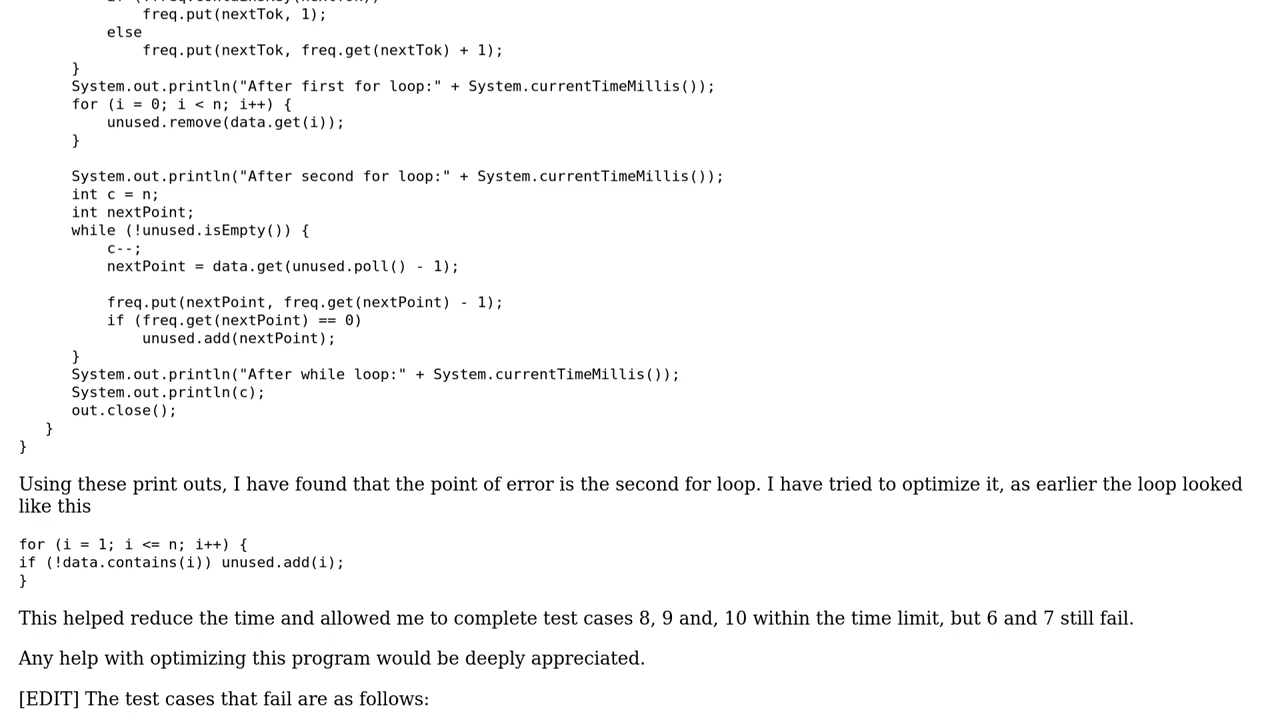 freq.put(nextTok, 1);
else
freq.put(nextTok, freq.get(nextTok) + 1);
}
System.out.println("After first for loop:" + System.currentTimeMillis());
for (i = 0; i < n; i++) {
unused.remove(data.get(i));
}
System.out.println("After second for loop:" + System.currentTimeMillis());
int c = n;
int nextPoint;
while (!unused.isEmpty()) {
c--;
nextPoint = data.get(unused.poll() - 1);
freq.put(nextPoint, freq.get(nextPoint) - 1);
if (freq.get(nextPoint) == 0)
unused.add(nextPoint);
}
System.out.println("After while loop:" + System.currentTimeMillis());
System.out.println(c);
out.close();
}
}
Using these print outs, I have found that the point of error is the second for loop. I have tried to optimize it, as earlier the loop looked
like this
for (i = 1; i <= n; i++) {
if (!data.contains(i)) unused.add(i);
}
This helped reduce the time and allowed me to complete test cases 8, 9 and, 10 within the time limit, but 6 and 7 still fail.
Any help with optimizing this program would be deeply appreciated.
[EDIT] The test cases that fail are as follows: